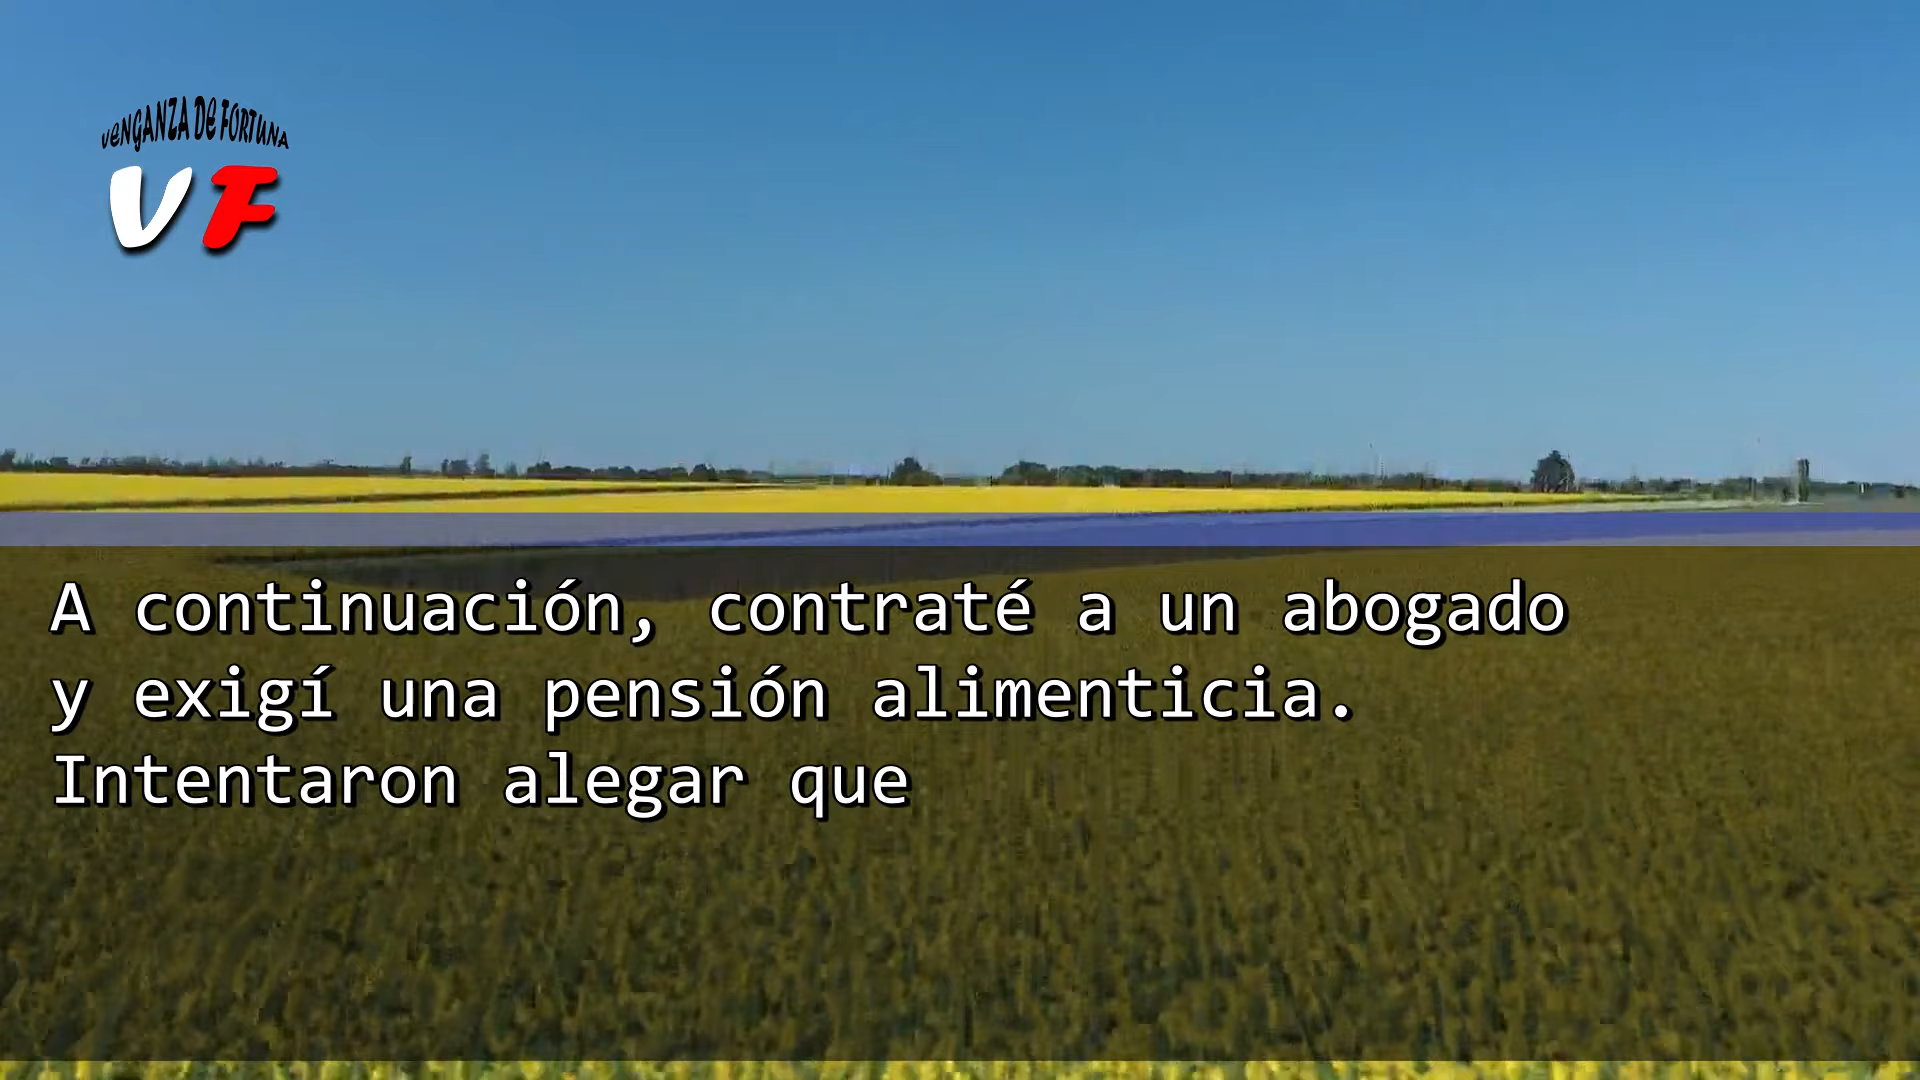 VENGANZA DE FORTUNA
VF
A continuación, contraté a un abogado
y exigí una pensión alimenticia.
Intentaron alegar que